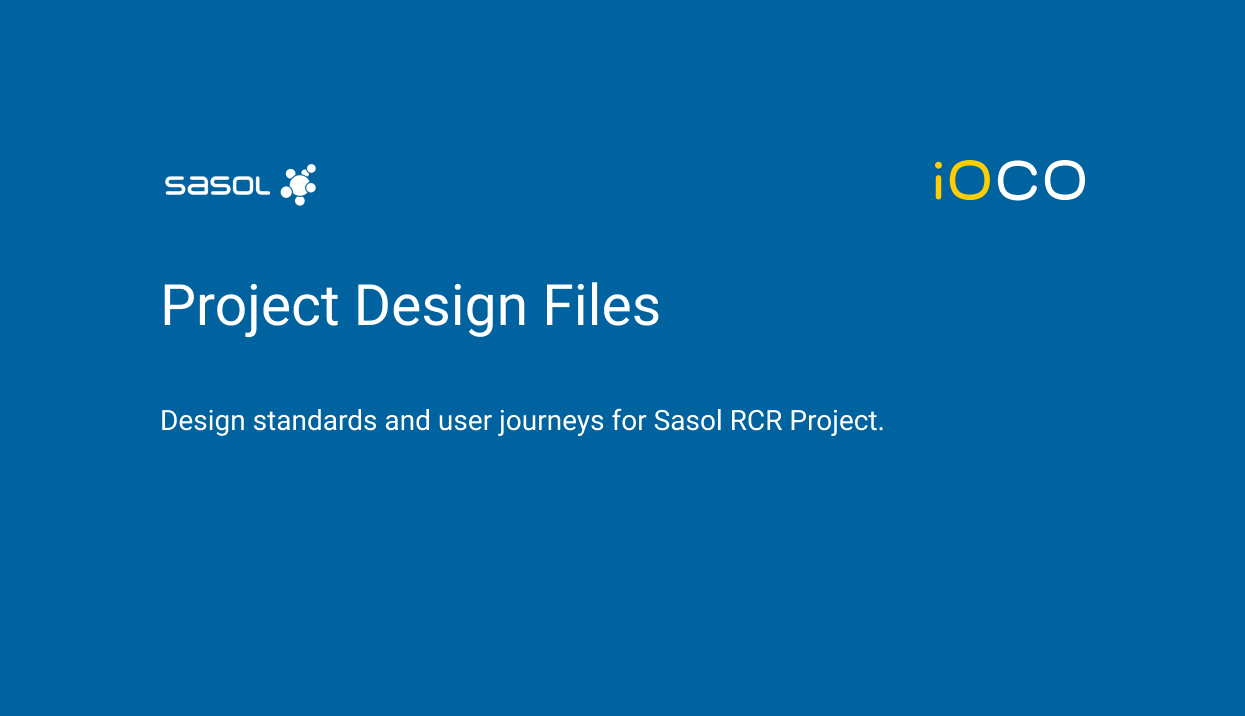 sasol
iOCO
Project Design Files
Design standards and user journeys for Sasol RCR Project.